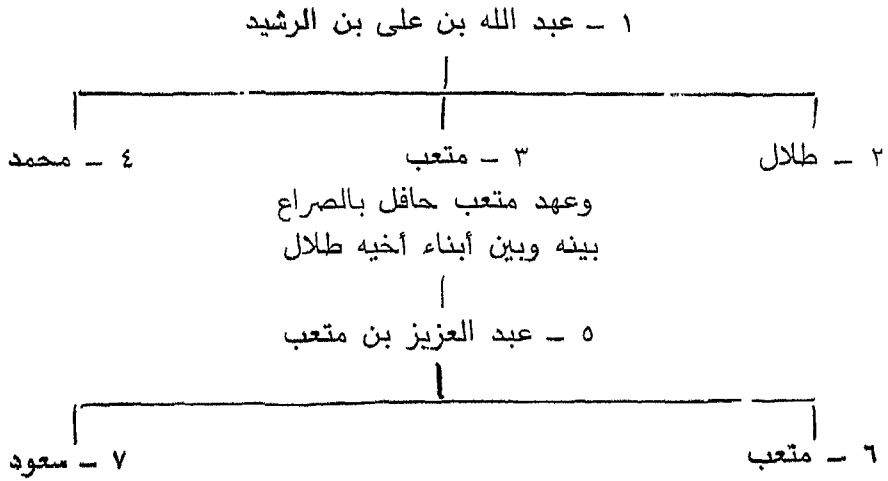 ١ – عبد الله بن على بن الرشيد
٢ – طلال
٣ – متعب
٤ – محمد
وعهد متعب حافل بالصراع
بينه وبين أبناء أخيه طلال
٥ – عبد العزيز بن متعب
٦ – متعب
٧ – سعود